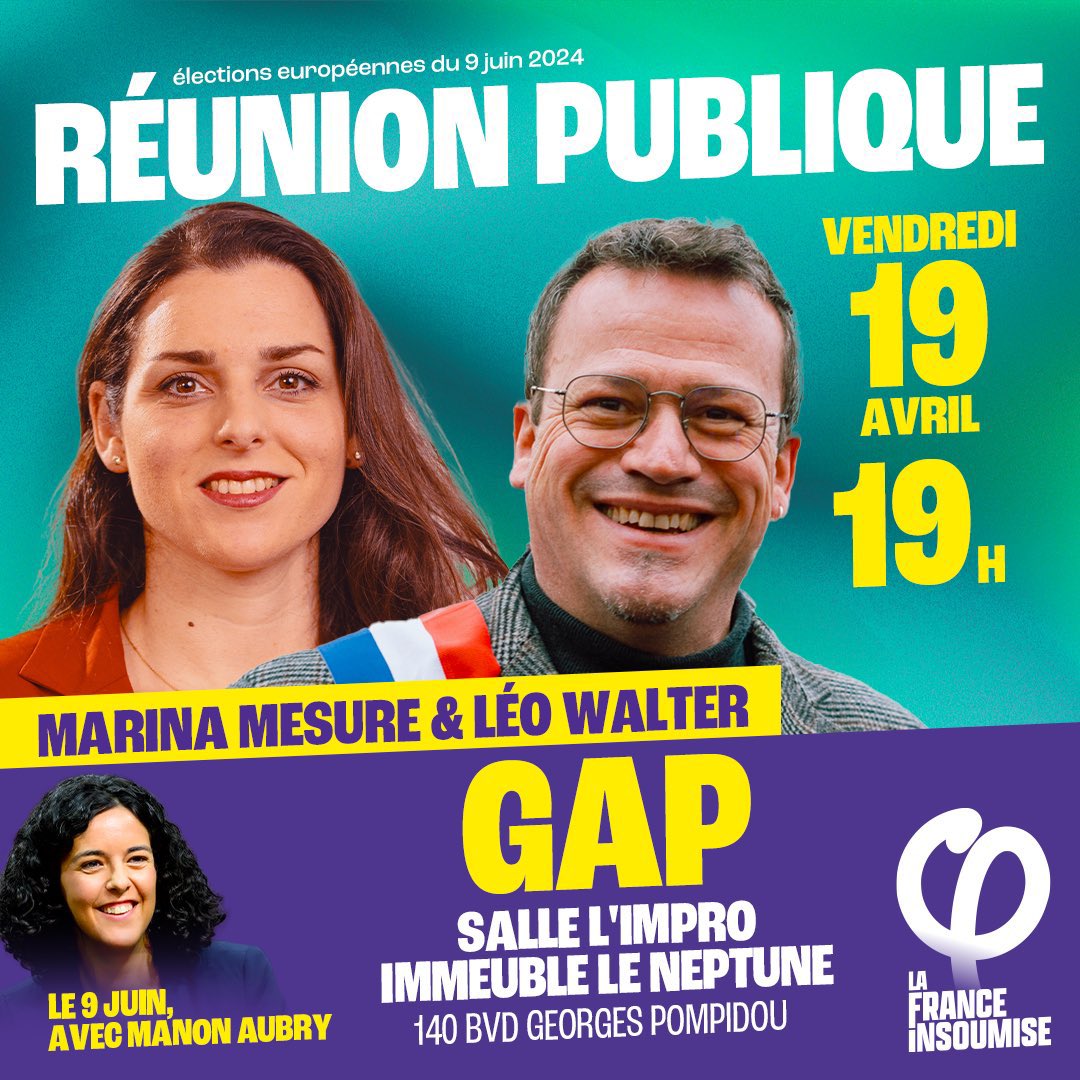 élections européennes du 9 juin 2024
RÉUNION PUBLIQUE
VENDREDI
19
AVRIL
19H
MARINA MESURE & LÉO WALTER
GAP
SALLE L'IMPRO
IMMEUBLE LE NEPTUNE
140 BVD GEORGES POMPIDOU
LE 9 JUIN,
AVEC MANON AUBRY
LA
FRANCE
INSOUMISE